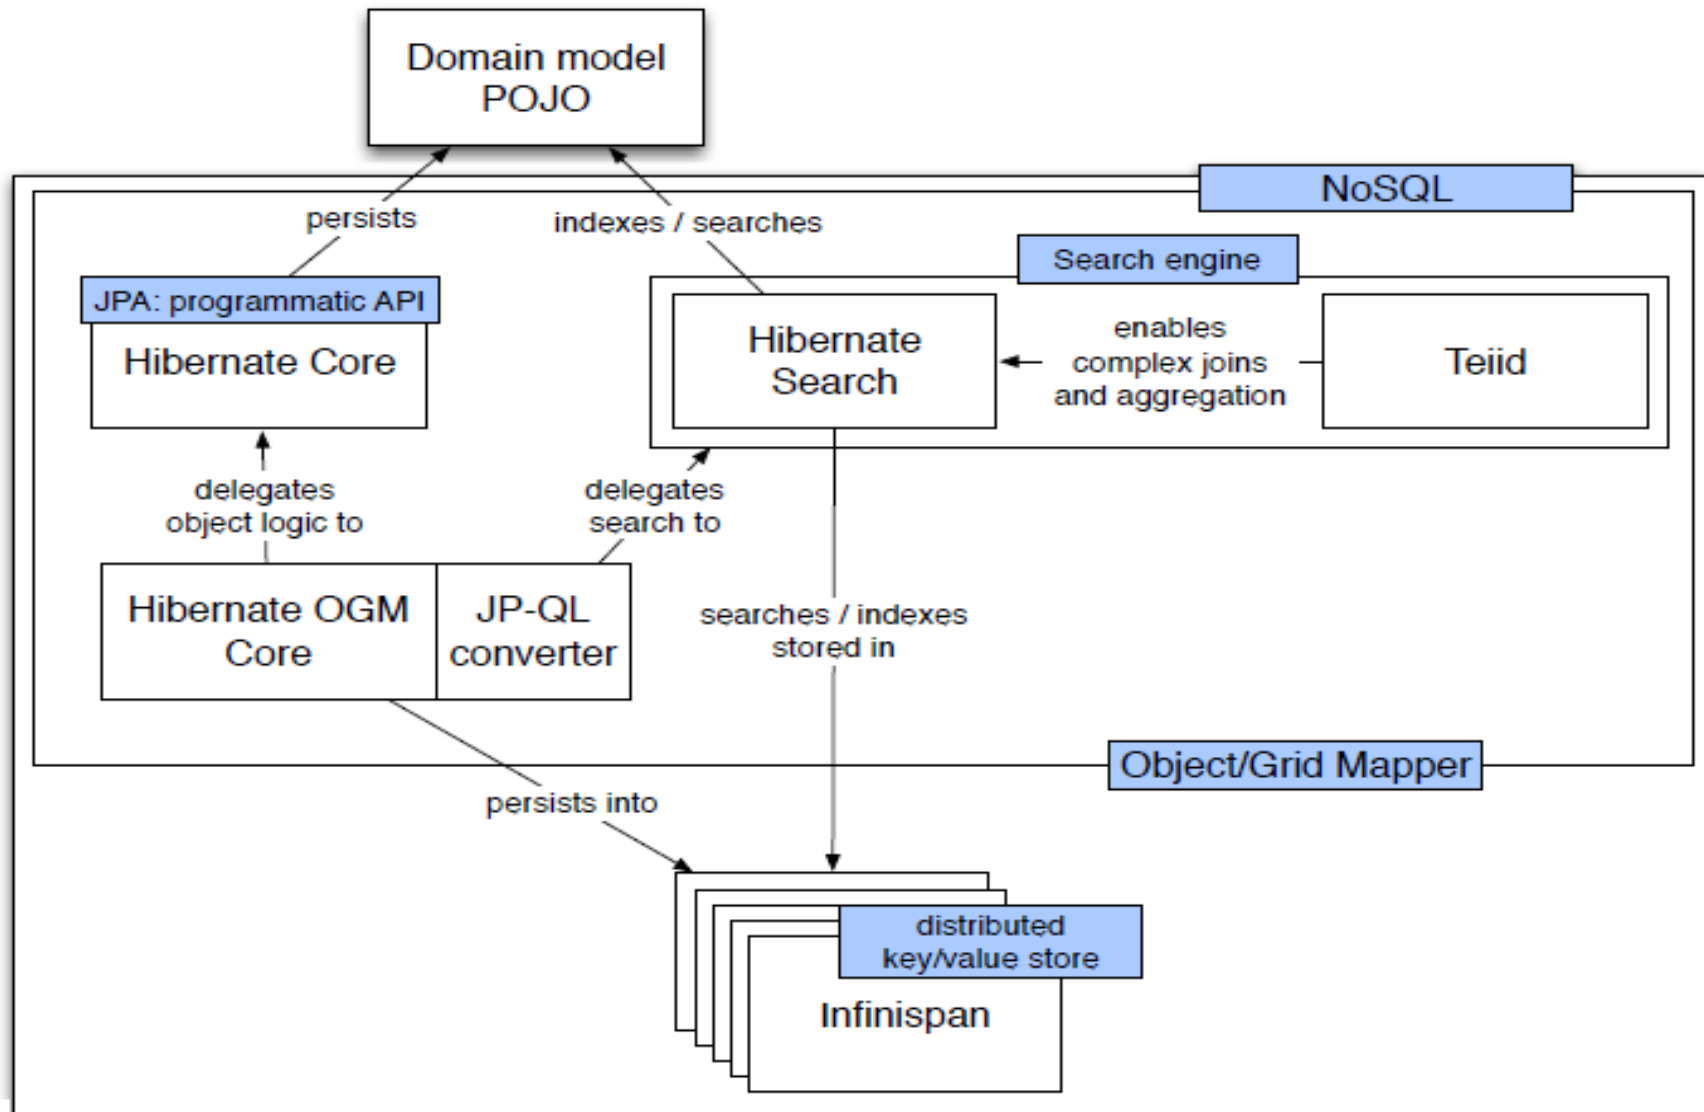 Domain model
POJO
NoSQL
persists
indexes / searches
Search engine
JPA: programmatic API
Hibernate Core
Hibernate
Search
enables
complex joins
and aggregation
Teiid
delegates
object logic to
delegates
search to
Hibernate OGM
Core
JP-QL
converter
searches / indexes
stored in
Object/Grid Mapper
persists into
distributed
key/value store
Infinispan